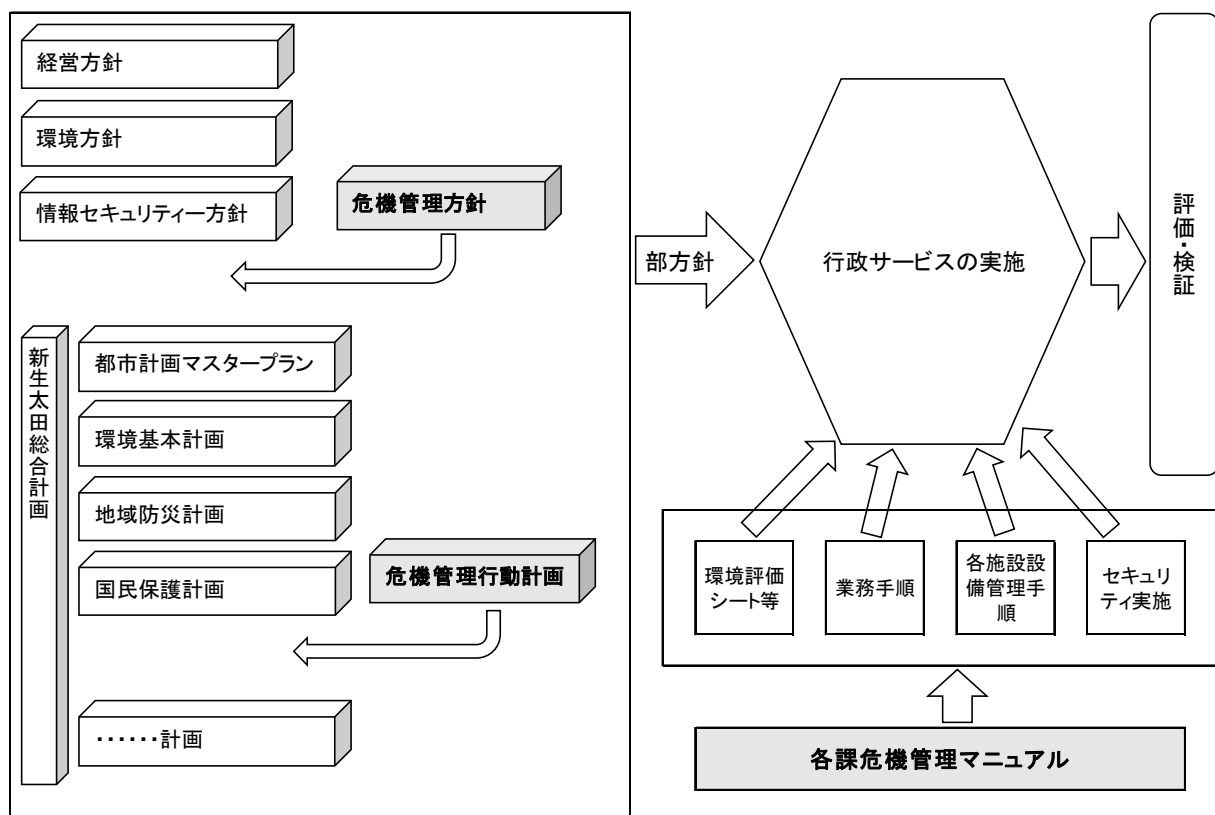 経営方針
環境方針
情報セキュリティー方針
危機管理方針
新生太田総合計画
都市計画マスタープラン
環境基本計画
地域防災計画
国民保護計画
危機管理行動計画
・・・・・・計画
部方針
行政サービスの実施
評価・検証
環境評価
シート等
業務手順
各施設設
備管理手
順
セキュリ
ティ実施
各課危機管理マニュアル